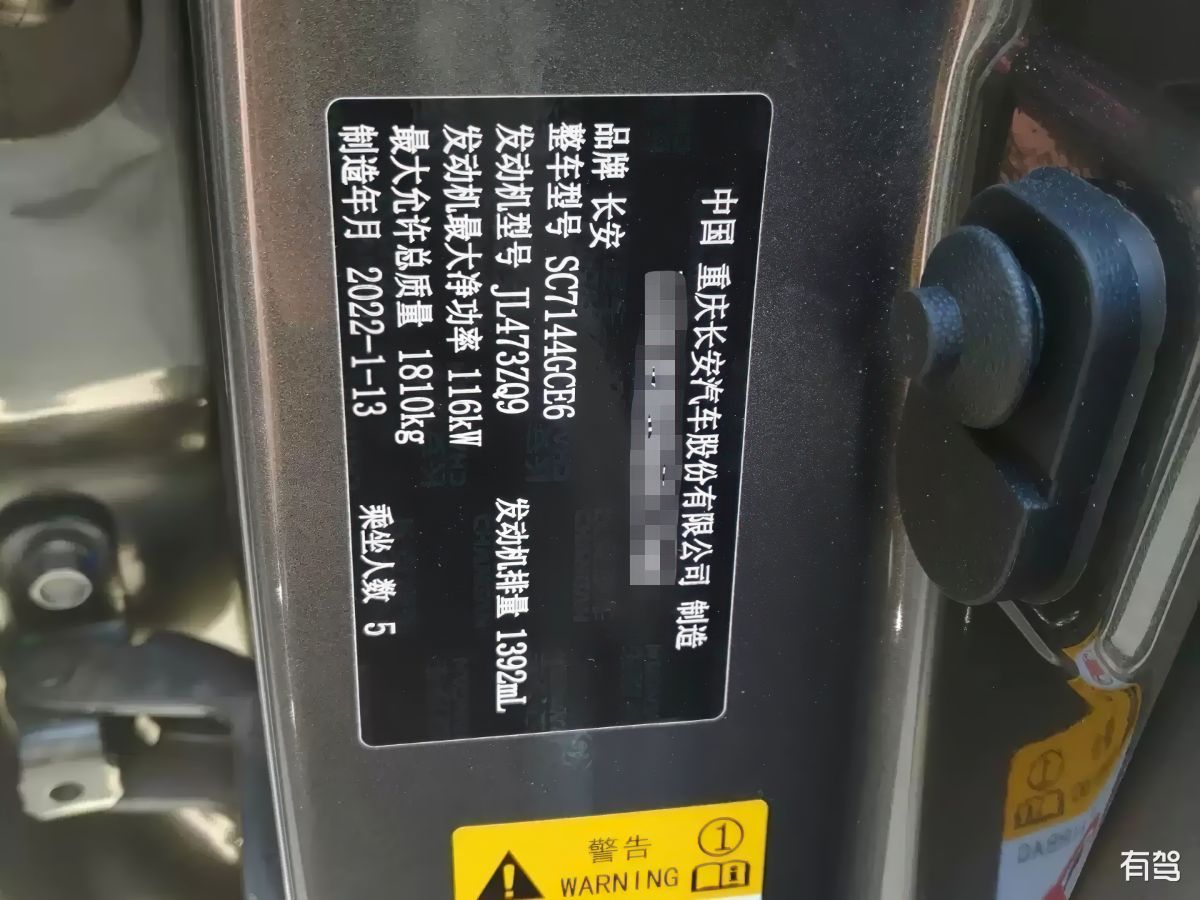 中国 重庆长安汽车股份有限公司 制造
品牌 长安
整车型号 SC7144GCE6
发动机型号 JL473ZQ9 发动机排量 1392mL
发动机最大净功率 116kW
最大允许总质量 1810kg
制造年月 2022-1-13 乘坐人数 5
警告 ①
WARNING
有驾